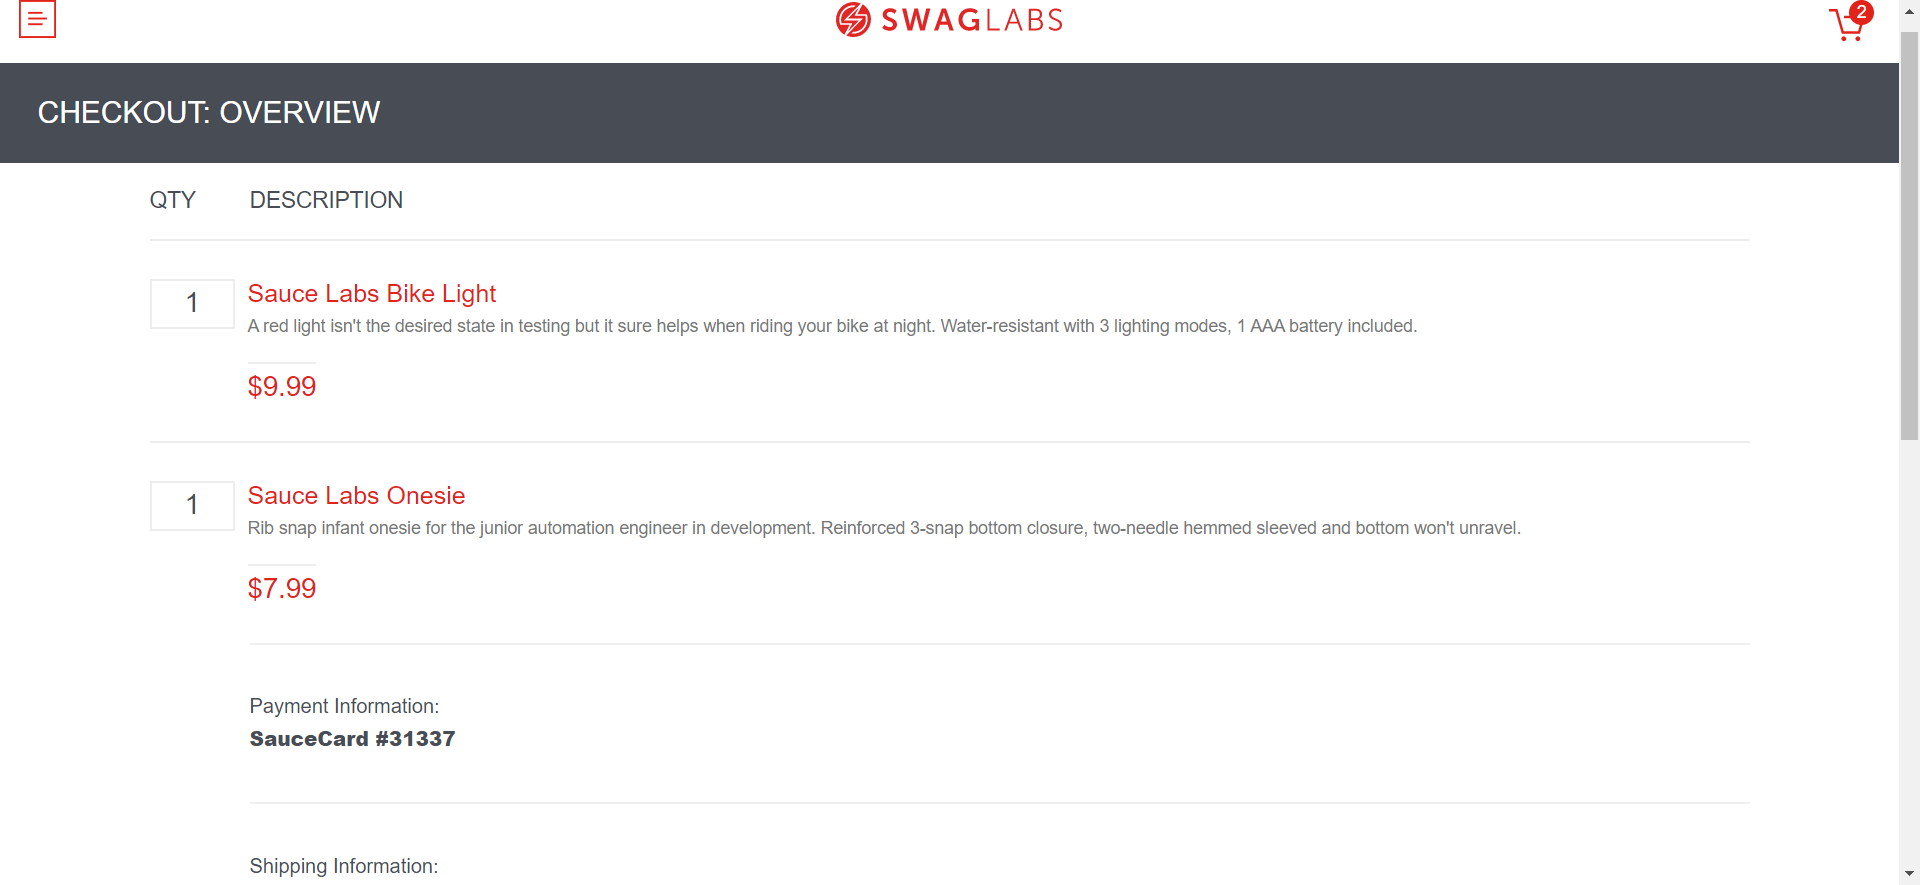 SWAGLABS
2
CHECKOUT: OVERVIEW
QTY DESCRIPTION
1
Sauce Labs Bike Light
A red light isn't the desired state in testing but it sure helps when riding your bike at night. Water-resistant with 3 lighting modes, 1 AAA battery included.
$9.99
1
Sauce Labs Onesie
Rib snap infant onesie for the junior automation engineer in development. Reinforced 3-snap bottom closure, two-needle hemmed sleeved and bottom won't unravel.
$7.99
Payment Information:
SauceCard #31337
Shipping Information: